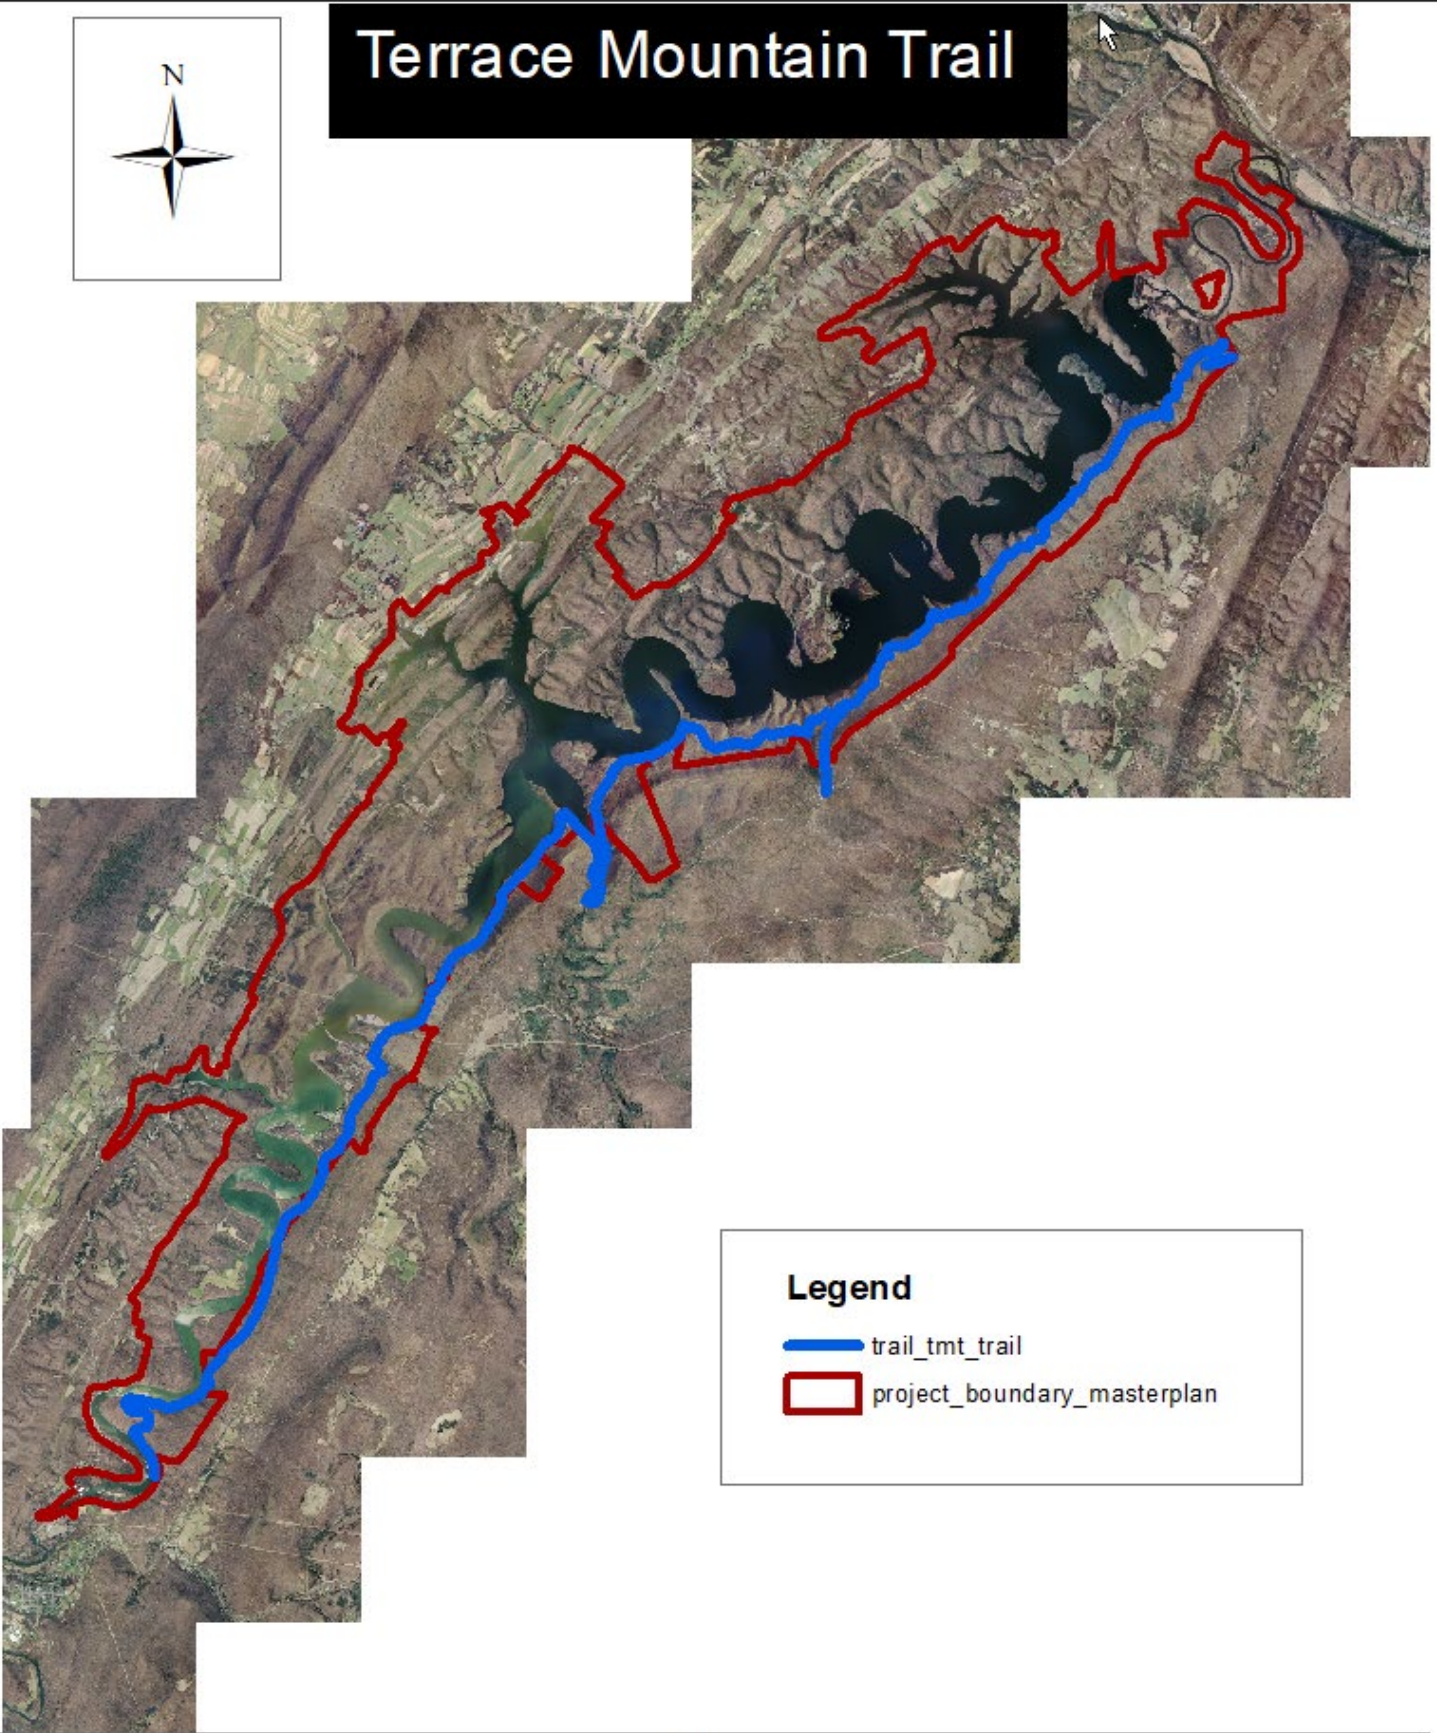 Terrace Mountain Trail
N
Legend
trail_tmt_trail
project_boundary_masterplan